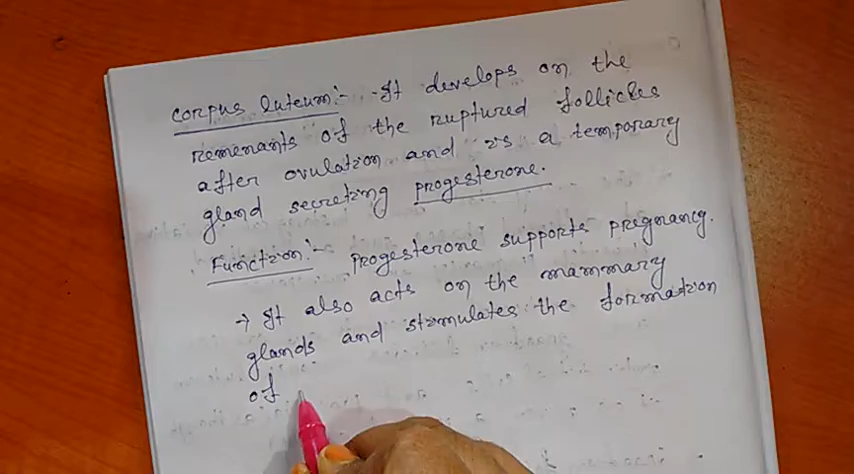 Corpus luteum:- It develops on the
remenants of the ruptured follicles
after ovulation and is a temporary
gland secreting progesterone.
Function:- Progesterone supports pregnancy.
→ It also acts on the mammary
glands and stimulates the formation
of